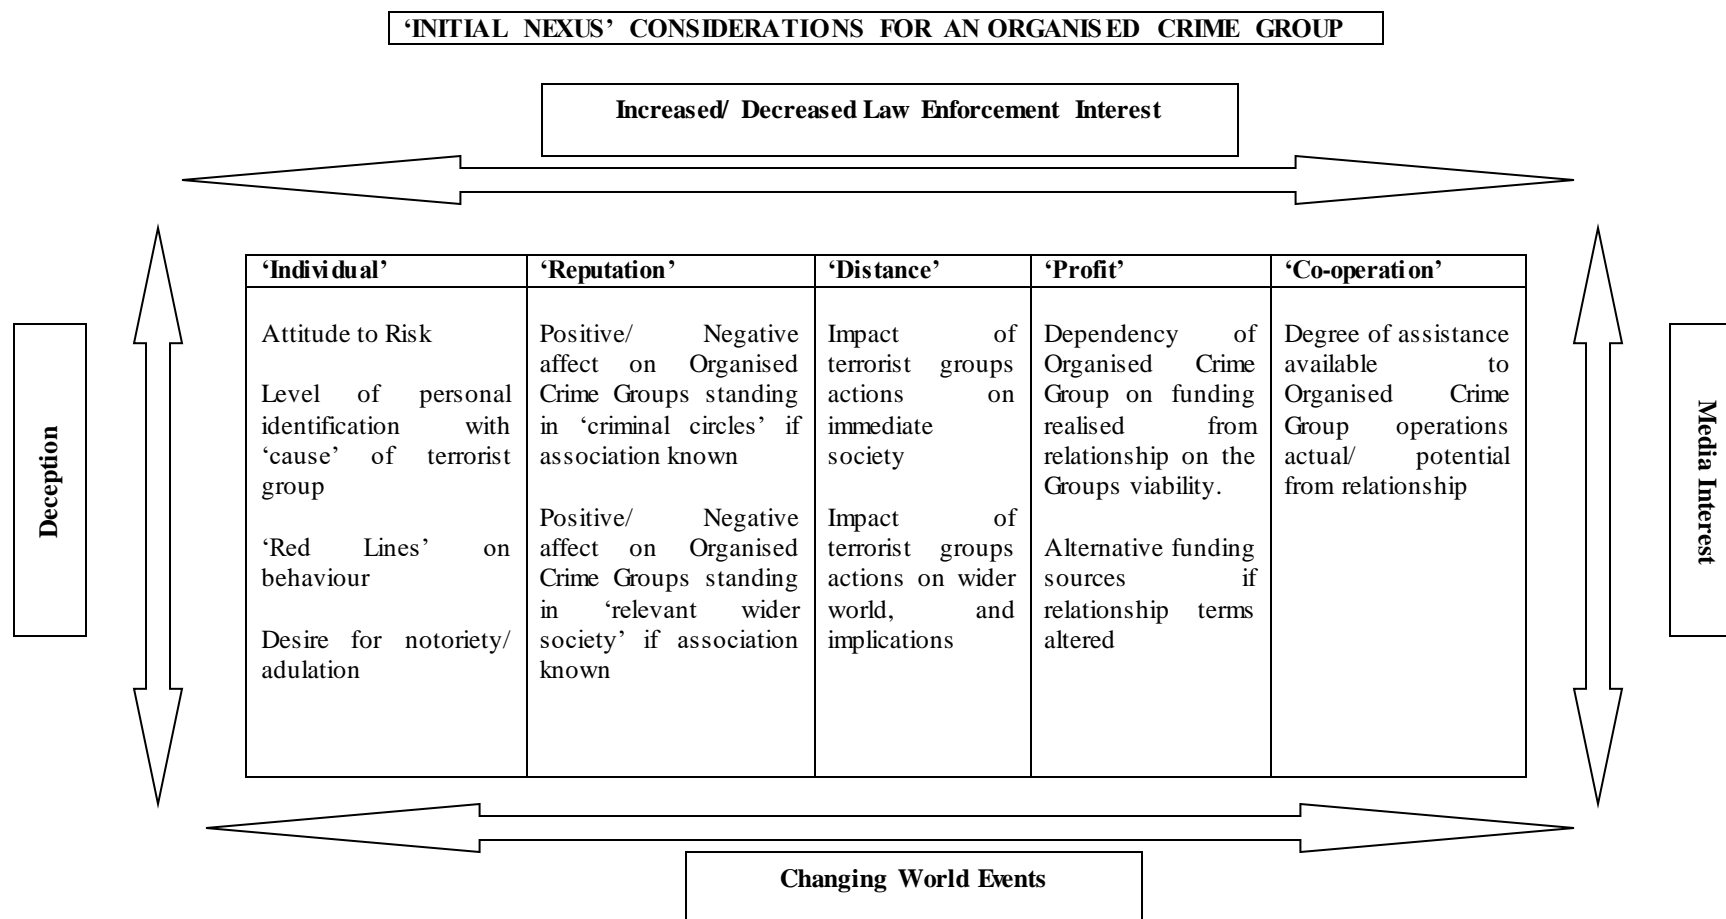 ‘INITIAL NEXUS’ CONSIDERATIONS FOR AN ORGANISED CRIME GROUP
Increased/ Decreased Law Enforcement Interest
Deception
‘Individual’
Attitude to Risk
Level of personal
identification with
‘cause’ of terrorist
group
‘Red Lines’ on
behaviour
Desire for notoriety/
adulation
‘Reputation’
Positive/ Negative
affect on Organised
Crime Groups standing
in ‘criminal circles’ if
association known
Positive/ Negative
affect on Organised
Crime Groups standing
in ‘relevant wider
society’ if association
known
‘Distance’
Impact of
terrorist groups
actions on
immediate
society
Impact of
terrorist groups
actions on wider
world, and
implications
‘Profit’
Dependency of
Organised Crime
Group on funding
realised from
relationship on the
Groups viability.
Alternative funding
sources if
relationship terms
altered
‘Co-operation’
Degree of assistance
available to
Organised Crime
Group operations
actual/ potential
from relationship
Media Interest
Changing World Events